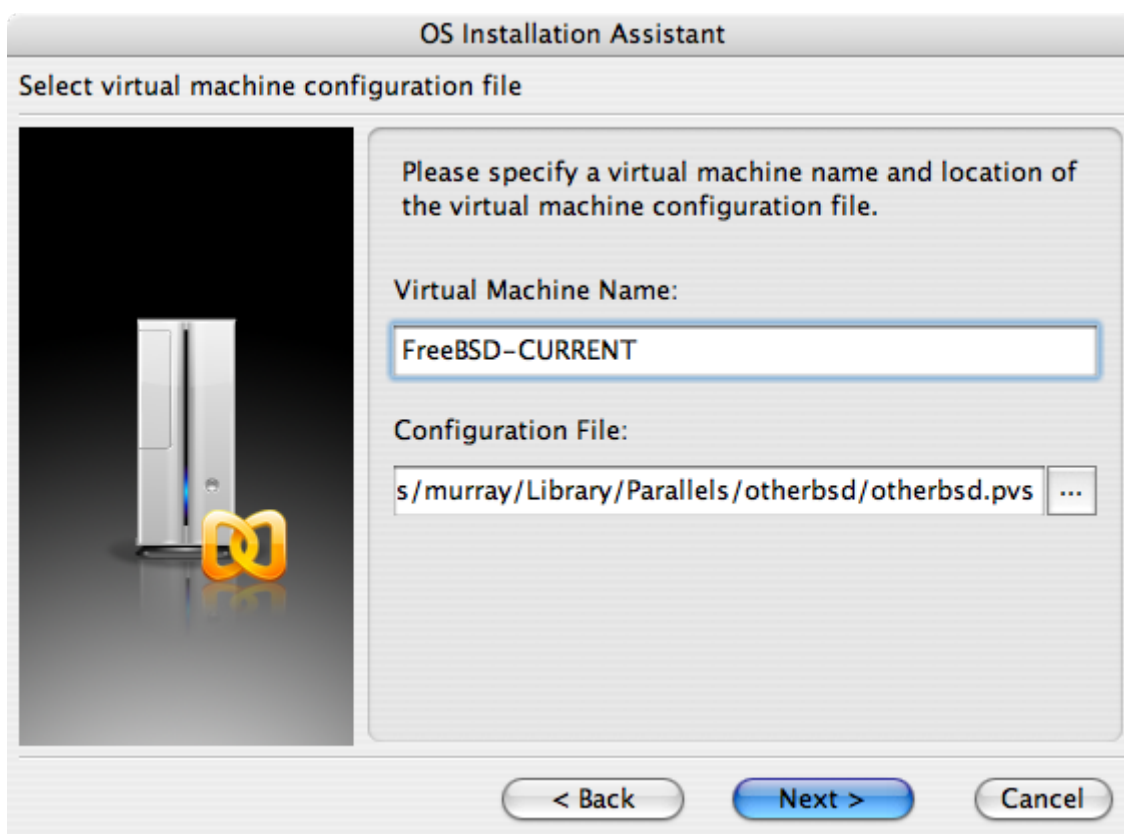 OS Installation Assistant
Select virtual machine configuration file
Please specify a virtual machine name and location of
the virtual machine configuration file.
Virtual Machine Name:
FreeBSD-CURRENT
Configuration File:
s/murray/Library/Parallels/otherbsd/otherbsd.pvs ...
< Back Next > Cancel